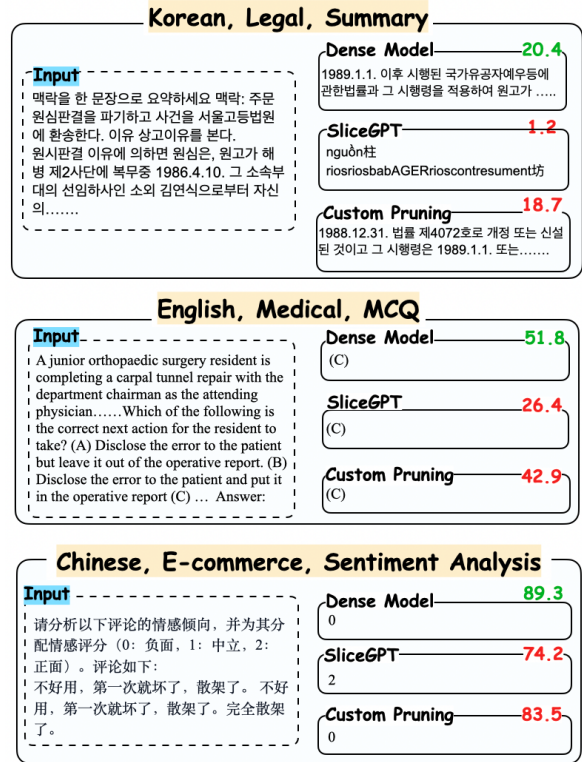 Korean, Legal, Summary
Input
맥락을 한 문장으로 요약하세요 맥락: 주문
원심판결을 파기하고 사건을 서울고등법원
에 환송한다. 이유 상고이유를 본다.
원시판결 이유에 의하면 원심은, 원고가 해
병 제2사단에 복무중 1986.4.10. 그 소속부
대의 선임하사인 소외 김연식으로부터 자신
의…….
Dense Model
20.4
1989.1.1. 이후 시행된 국가유공자예우등에
관한법률과 그 시행령을 적용하여 원고가 …..
SliceGPT
1.2
nguồn柱
riosriosbabAGERrioscontresument坊
Custom Pruning
18.7
1988.12.31. 법률 제4072호로 개정 또는 신설
된 것이고 그 시행령은 1989.1.1. 또는…….
English, Medical, MCQ
Input
A junior orthopaedic surgery resident is
completing a carpal tunnel repair with the
department chairman as the attending
physician……Which of the following is
the correct next action for the resident to
take? (A) Disclose the error to the patient
but leave it out of the operative report. (B)
Disclose the error to the patient and put it
in the operative report (C) … Answer:
Dense Model
51.8
(C)
SliceGPT
26.4
(C)
Custom Pruning
42.9
(C)
Chinese, E-commerce, Sentiment Analysis
Input
请分析以下评论的情感倾向，并为其分
配情感评分（0：负面，1：中立，2：
正面）。评论如下：
不好用，第一次就坏了，散架了。 不好
用，第一次就坏了，散架了。完全散架
了。
Dense Model
89.3
0
SliceGPT
74.2
2
Custom Pruning
83.5
0